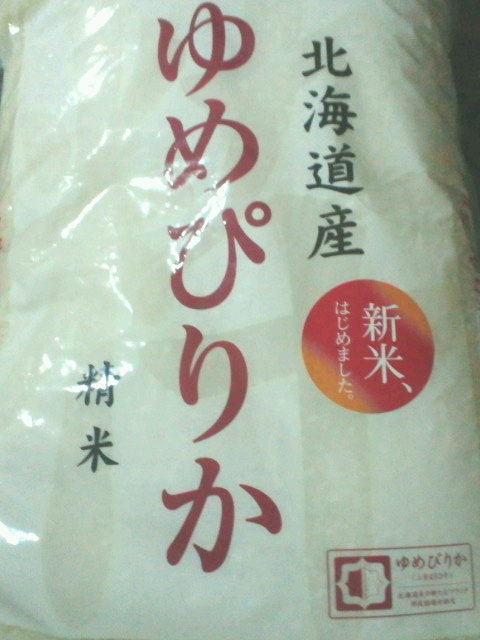 北海道産
ゆめぴりか
精米
新米、
はじめました。
ゆめぴりか